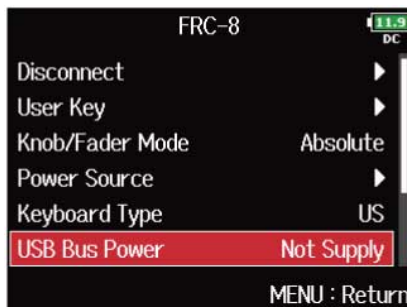 FRC-8
11.9
DC
Disconnect
User Key
Knob/Fader Mode Absolute
Power Source
Keyboard Type US
USB Bus Power Not Supply
MENU : Return